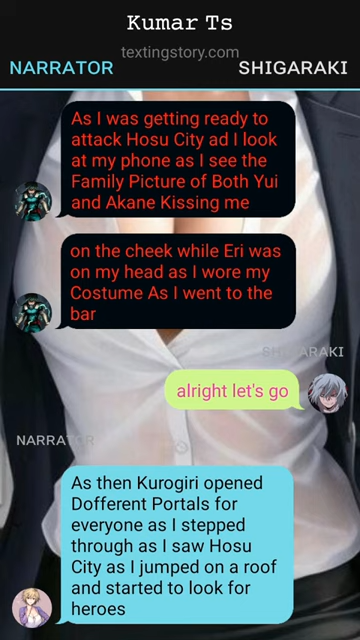 Kumar Ts
textingstory.com
NARRATOR
SHIGARAKI
As I was getting ready to
attack Hosu City ad I look
at my phone as I see the
Family Picture of Both Yui
and Akane Kissing me
on the cheek while Eri was
on my head as I wore my
Costume As I went to the
bar
SHIGARAKI
alright let's go
NARRATOR
As then Kurogiri opened
Dofferent Portals for
everyone as I stepped
through as I saw Hosu
City as I jumped on a roof
and started to look for
heroes